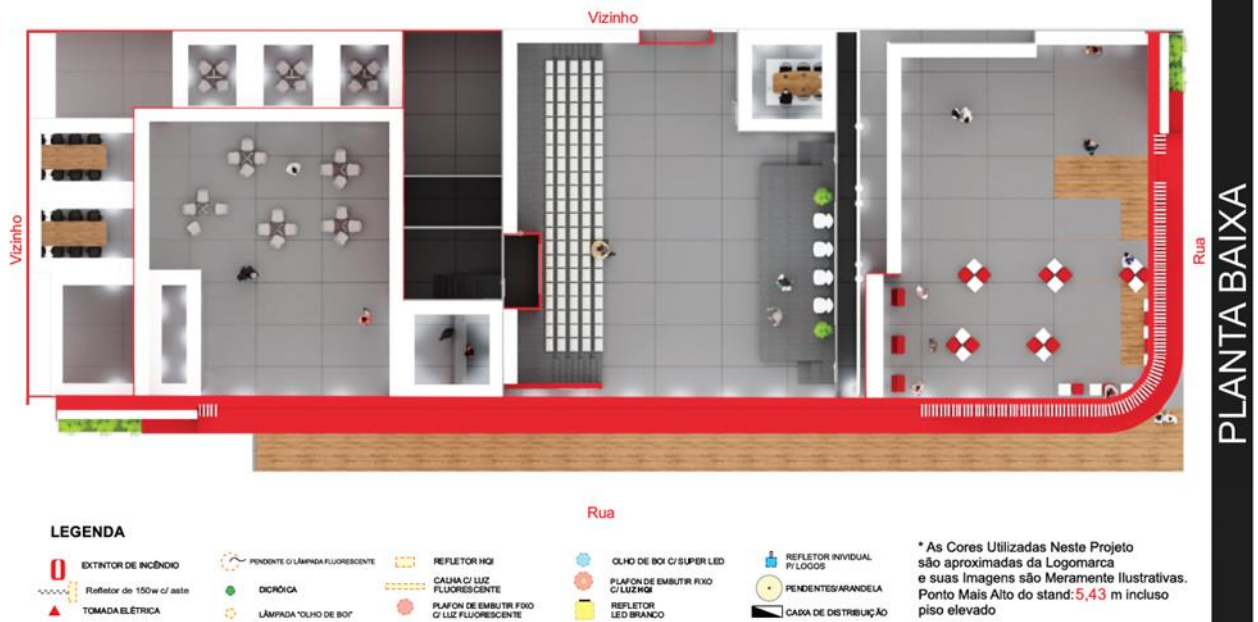 Vizinho
Vizinho
Rua
PLANTA BAIXA
Rua
LEGENDA
EXTINTOR DE INCÊNDIO
Refletor de 150w c/ aste
TOMADA ELÉTRICA
PENDENTE C/ LÂMPADA FLUORESCENTE
DICRÓICA
LÂMPADA "OLHO DE BOI"
REFLETOR HQI
CALHA C/ LUZ
FLUORESCENTE
PLAFON DE EMBUTIR FIXO
C/ LUZ FLUORESCENTE
OLHO DE BOI C/ SUPER LED
PLAFON DE EMBUTIR FIXO
C/ LUZ HQI
REFLETOR
LED BRANCO
REFLETOR INIVIDUAL
P/ LOGOS
PENDENTES/ARANDELA
CAIXA DE DISTRIBUIÇÃO
* As Cores Utilizadas Neste Projeto
são aproximadas da Logomarca
e suas Imagens são Meramente Ilustrativas.
Ponto Mais Alto do stand: 5,43 m incluso
piso elevado